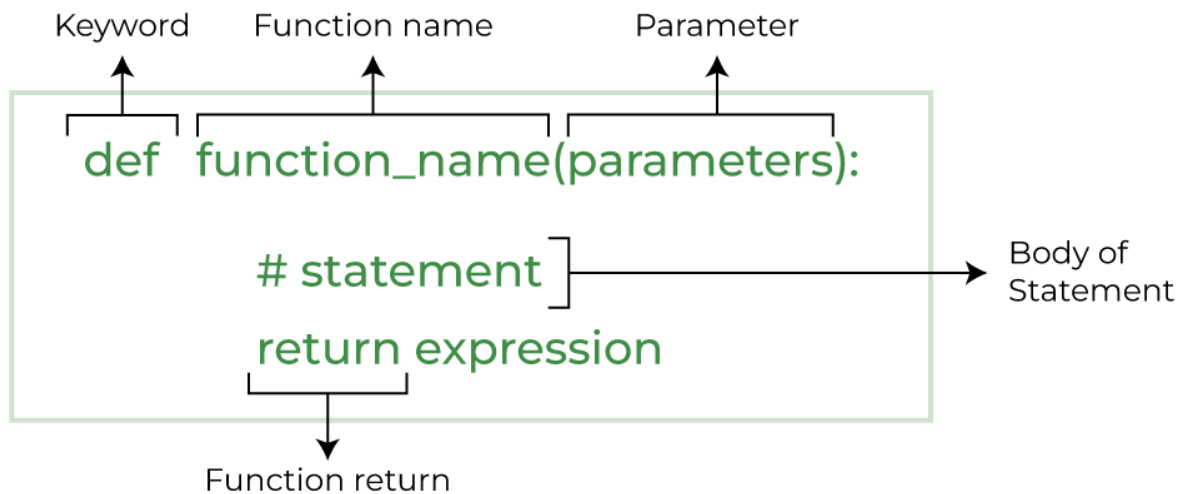 Keyword Function name Parameter
def function_name(parameters):
# statement
Body of
Statement
return expression
Function return